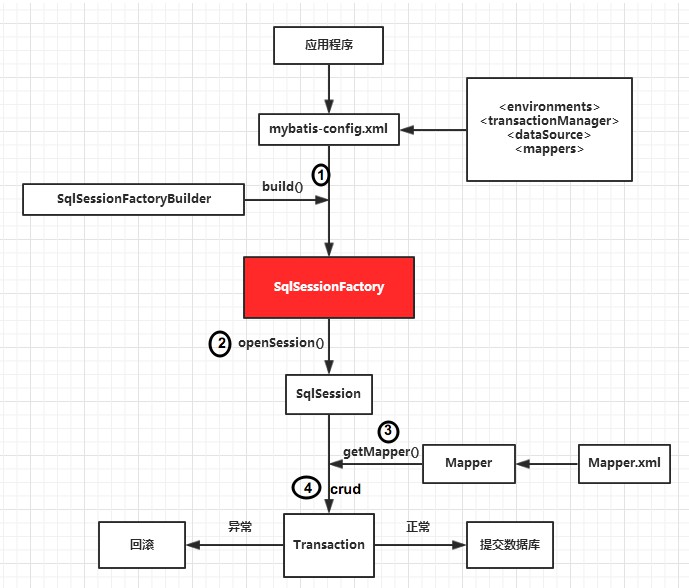 应用程序
mybatis-config.xml
<environments>
<transactionManager>
<dataSource>
<mappers>
1
build()
SqlSessionFactoryBuilder
SqlSessionFactory
2
openSession()
SqlSession
3
getMapper()
Mapper
Mapper.xml
4
crud
回滚
异常
Transaction
正常
提交数据库